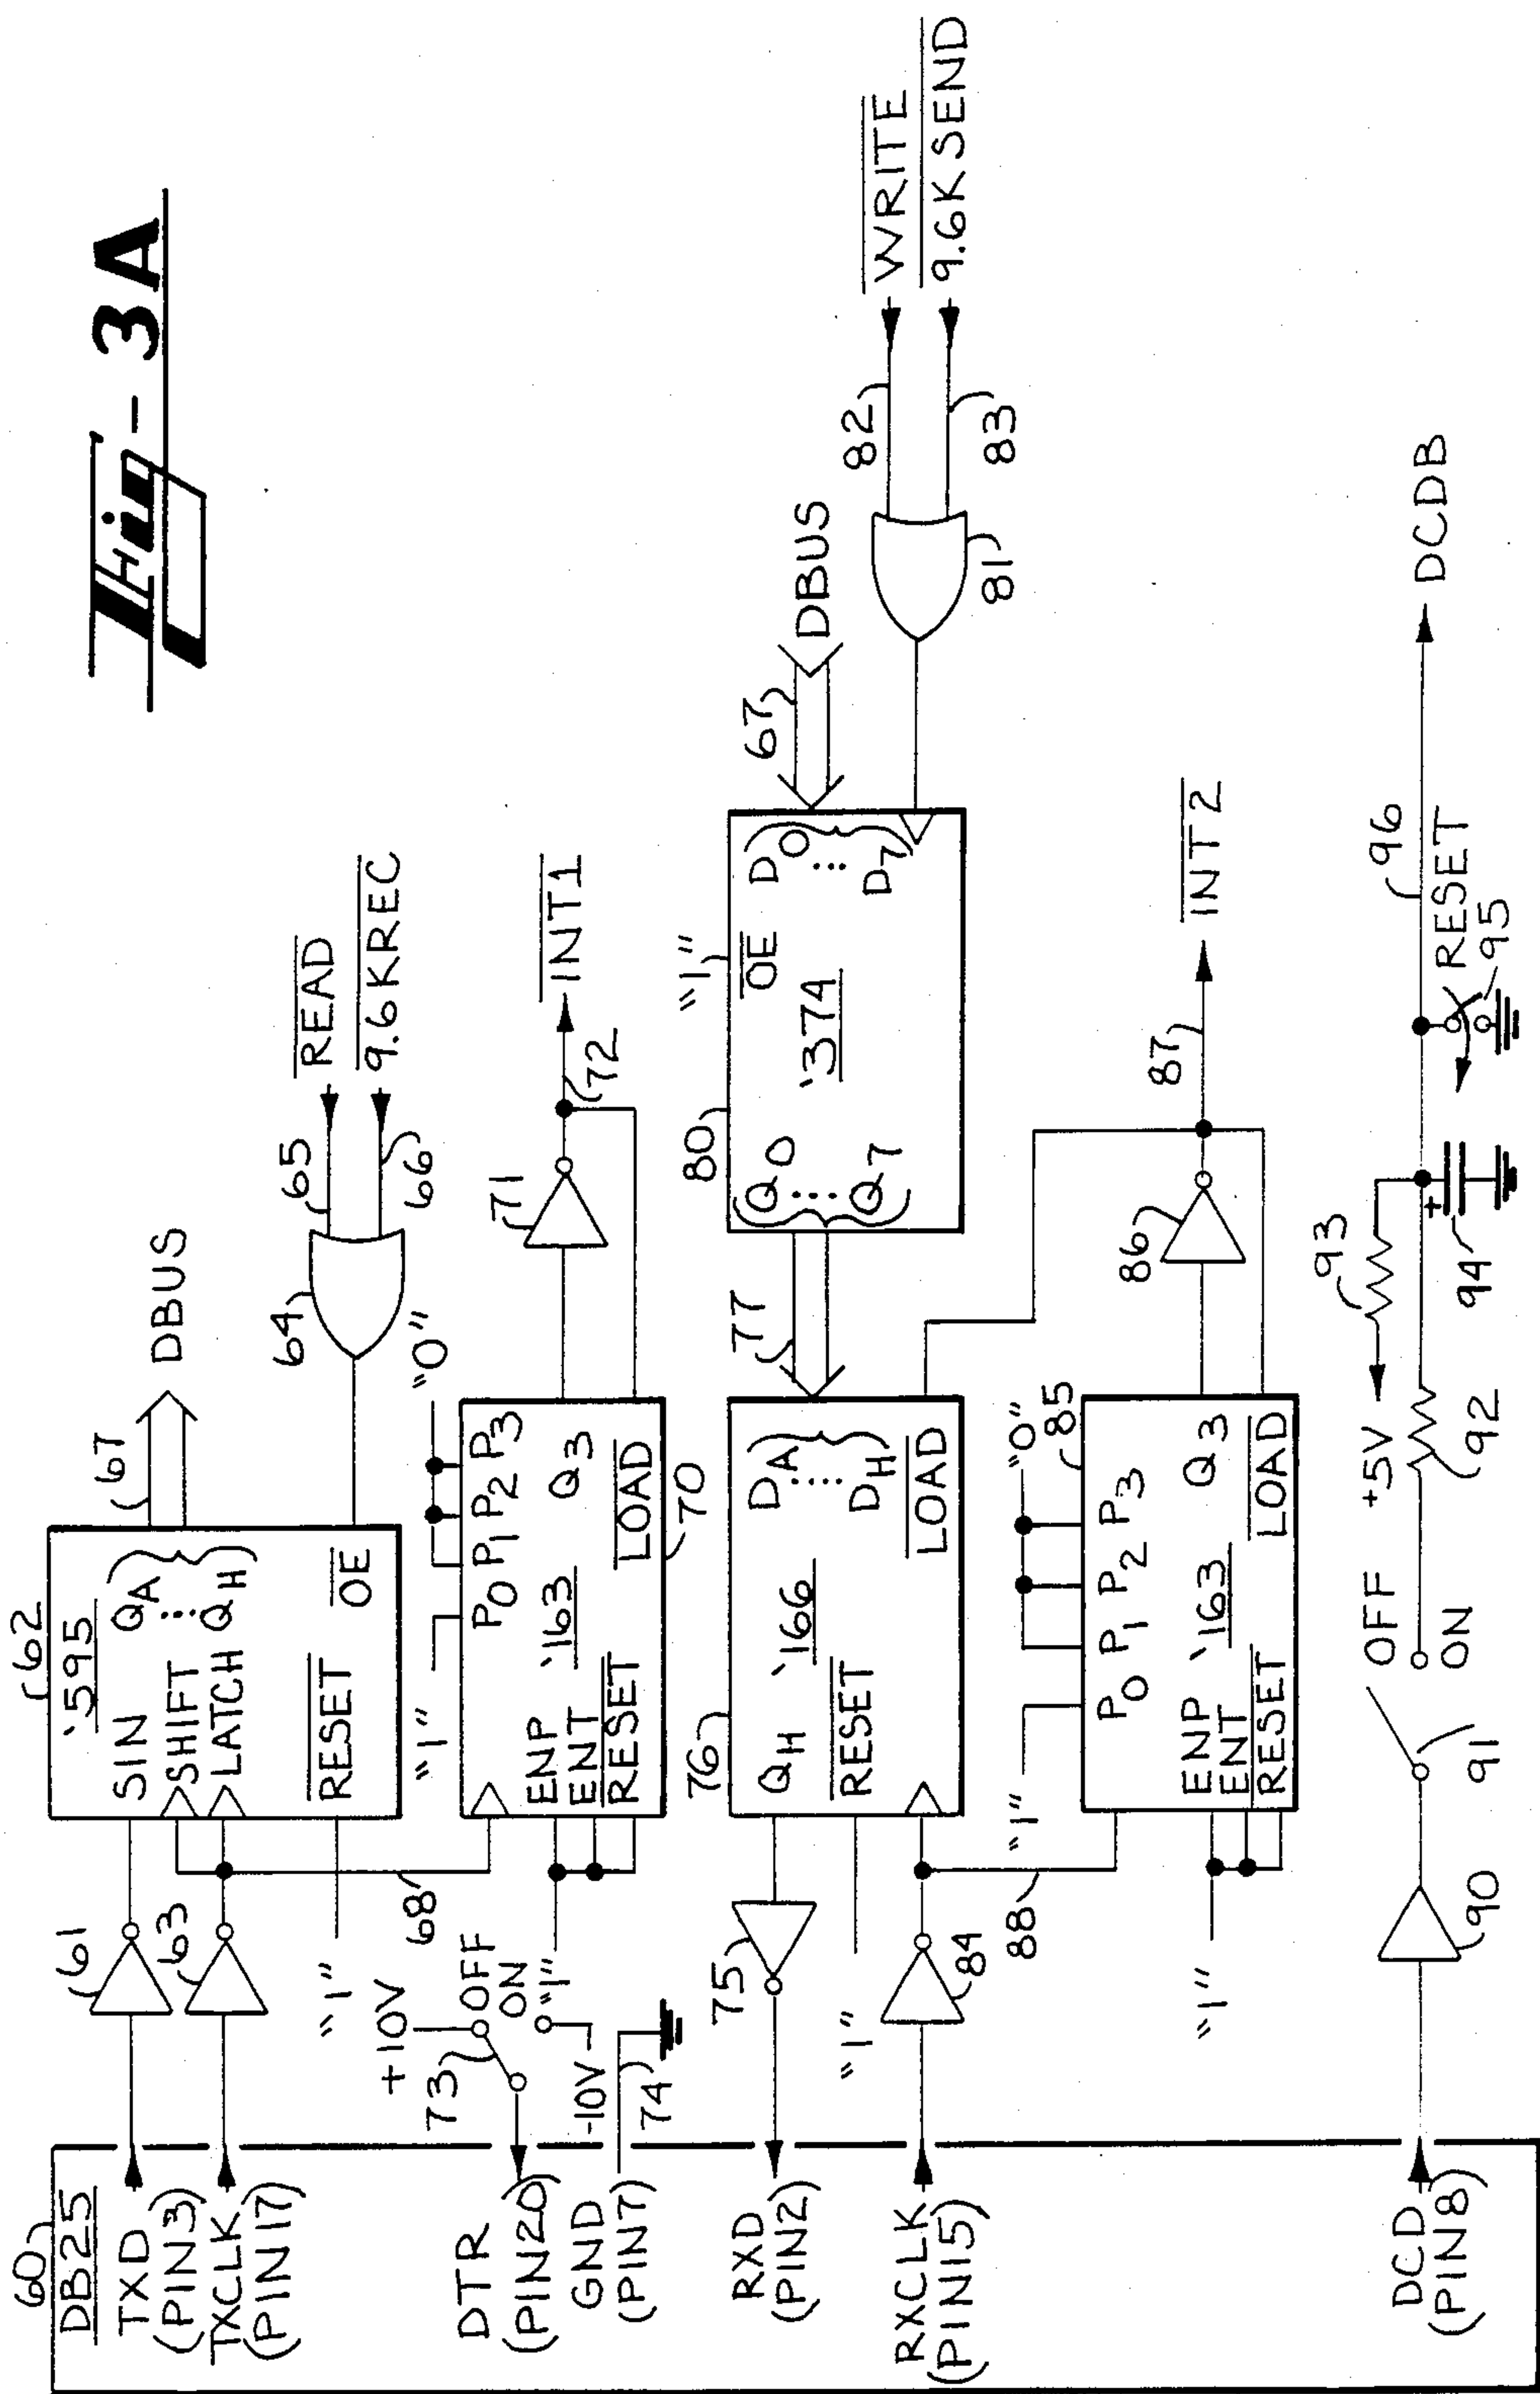 Fig-3A
60
DB25
TXD
(PIN3)
TXCLK
(PIN17)
DTR
(PIN20)
GND
(PIN7)
RXD
(PIN2)
RXCLK
(PIN15)
DCD
(PIN8)
61
63
"1"
68
62
'595
SIN
SHIFT
LATCH
RESET
QA
QH
OE
67
DBUS
64
65
66
READ
9.6KREC
+10V
73
OFF
ON
"1"
-10V
74
"1"
"0"
P0 P1 P2 P3
'163
ENP
ENT
RESET
Q3
LOAD
70
71
72
INT1
75
"1"
84
88
76
'166
QH
RESET
DA
DH
LOAD
77
80
Q0
Q7
'374
"1"
OE
D0
D7
67
DBUS
81
82
83
WRITE
9.6KSEND
"1"
"1"
"0"
85
P0 P1 P2 P3
'163
ENP
ENT
RESET
Q3
LOAD
86
87
INT2
90
91
OFF
ON
+5V
92
93
94
+
RESET
95
96
DCDB